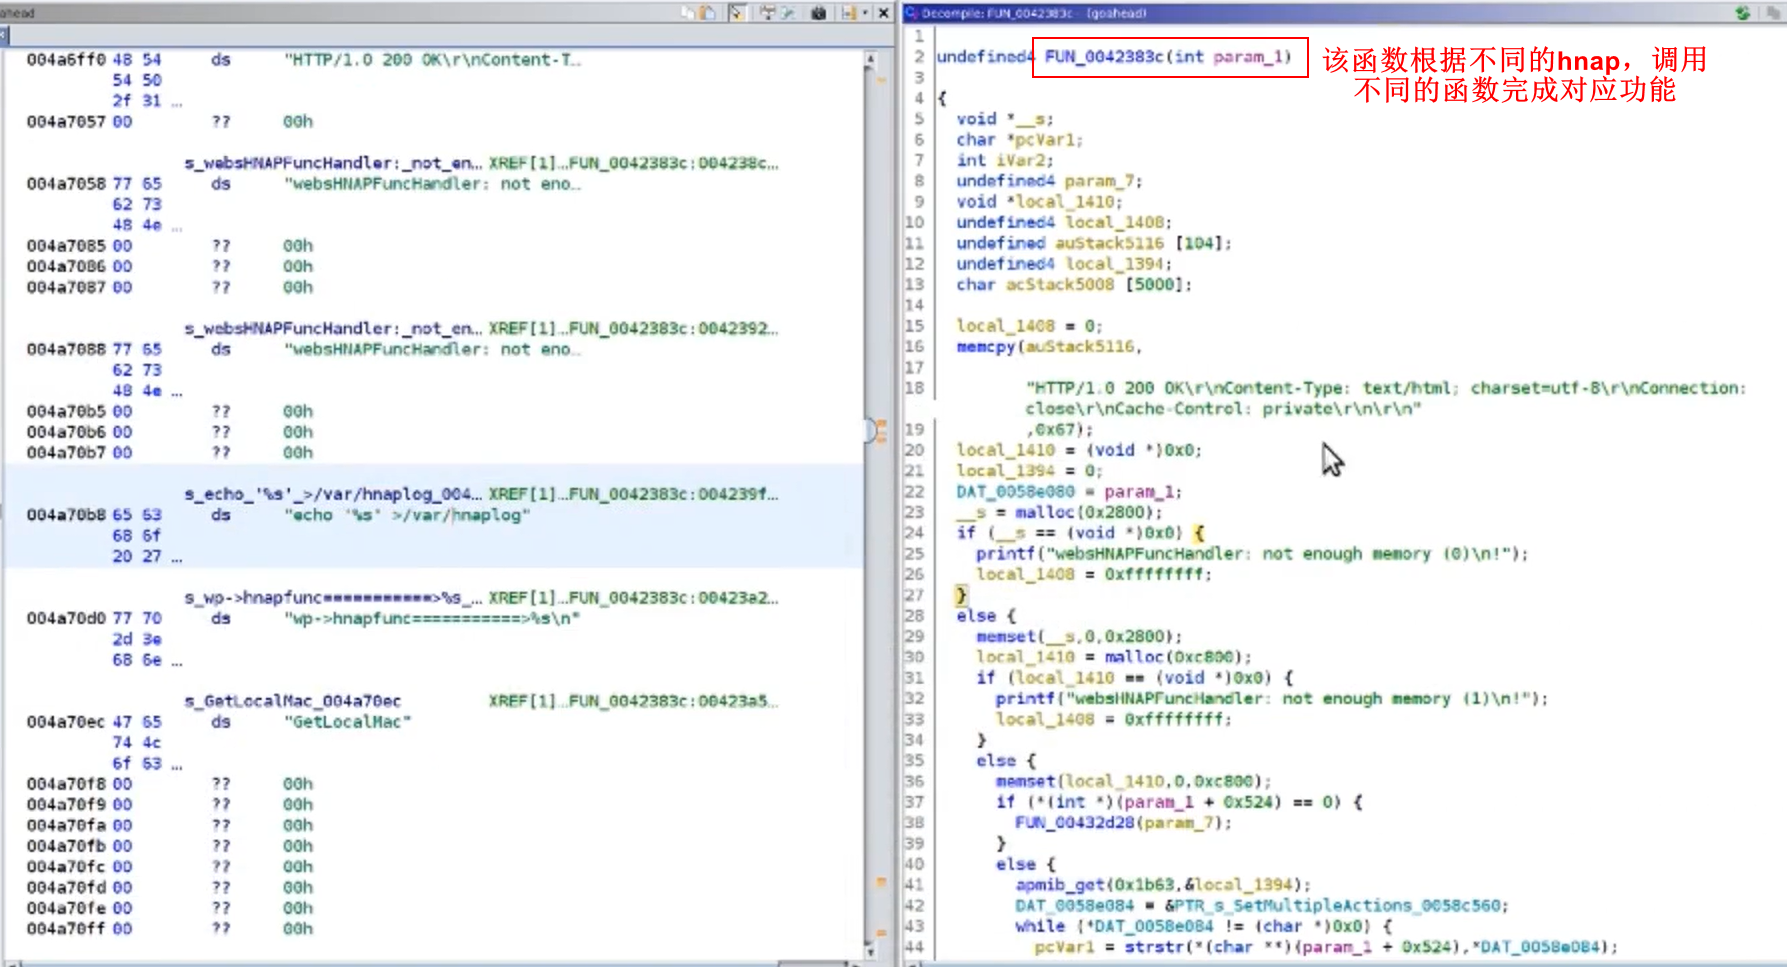 ahead
004a6ff0 48 54 ds "HTTP/1.0 200 OK\r\nContent-T…
54 50
2f 31 ...
004a7057 00 ?? 00h
s_websHNAPFuncHandler:_not_en... XREF[1]…FUN_0042383c:004238c...
004a7058 77 65 ds "websHNAPFuncHandler: not eno…
62 73
48 4e ...
004a7085 00 ?? 00h
004a7086 00 ?? 00h
004a7087 00 ?? 00h
s_websHNAPFuncHandler:_not_en... XREF[1]…FUN_0042383c:0042392...
004a7088 77 65 ds "websHNAPFuncHandler: not eno…
62 73
48 4e ...
004a70b5 00 ?? 00h
004a70b6 00 ?? 00h
004a70b7 00 ?? 00h
s_echo_'%s'_>/var/hnaplog_004... XREF[1]…FUN_0042383c:004239f...
004a70b8 65 63 ds "echo '%s' >/var/hnaplog"
68 6f
20 27 ...
s_wp->hnapfunc===========>%s_... XREF[1]…FUN_0042383c:00423a2...
004a70d0 77 70 ds "wp->hnapfunc===========>%s\n"
2d 3e
68 6e ...
s_GetLocalMac_004a70ec XREF[1]…FUN_0042383c:00423a5...
004a70ec 47 65 ds "GetLocalMac"
74 4c
6f 63 ...
004a70f8 00 ?? 00h
004a70f9 00 ?? 00h
004a70fa 00 ?? 00h
004a70fb 00 ?? 00h
004a70fc 00 ?? 00h
004a70fd 00 ?? 00h
004a70fe 00 ?? 00h
004a70ff 00 ?? 00h
Decompile: FUN_0042383c - (goahead)
1
2 undefined4 FUN_0042383c(int param_1)
该函数根据不同的hnap，调用
不同的函数完成对应功能
3
4 {
5 void *__s;
6 char *pcVar1;
7 int iVar2;
8 undefined4 param_7;
9 void *local_1410;
10 undefined4 local_1408;
11 undefined auStack5116 [104];
12 undefined4 local_1394;
13 char acStack5008 [5000];
14
15 local_1408 = 0;
16 memcpy(auStack5116,
17
18 "HTTP/1.0 200 OK\r\nContent-Type: text/html; charset=utf-8\r\nConnection:
close\r\nCache-Control: private\r\n\r\n"
19 ,0x67);
20 local_1410 = (void *)0x0;
21 local_1394 = 0;
22 DAT_0058e080 = param_1;
23 __s = malloc(0x2800);
24 if (__s == (void *)0x0) {
25 printf("websHNAPFuncHandler: not enough memory (0)\n!");
26 local_1408 = 0xffffffff;
27 }
28 else {
29 memset(__s,0,0x2800);
30 local_1410 = malloc(0xc800);
31 if (local_1410 == (void *)0x0) {
32 printf("websHNAPFuncHandler: not enough memory (1)\n!");
33 local_1408 = 0xffffffff;
34 }
35 else {
36 memset(local_1410,0,0xc800);
37 if (*(int *)(param_1 + 0x524) == 0) {
38 FUN_00432d28(param_7);
39 }
40 else {
41 apmib_get(0x1b63,&local_1394);
42 DAT_0058e084 = &PTR_s_SetMultipleActions_0058c560;
43 while (*DAT_0058e084 != (char *)0x0) {
44 pcVar1 = strstr(*(char **)(param_1 + 0x524),*DAT_0058e084);